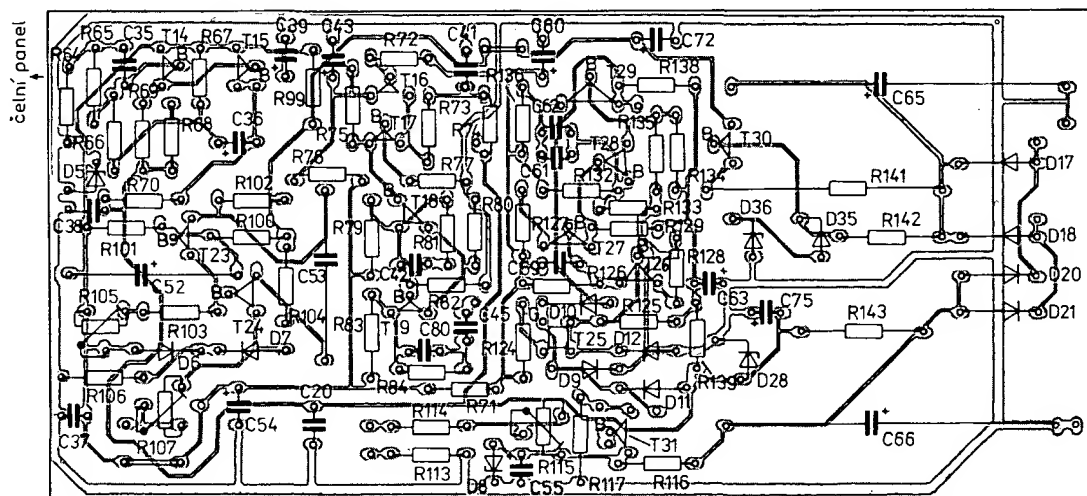 čelní panel
R64 R65 C35 T14 R67 T15 C39 C43 R72 C41 C60 C72
B B R69 R99 T16 B T29 R138 C65
R66 R68 C36 R75 T17 R73 C62 R135 T28 B T30
D5 R76 R77 C61 R132 B R134 D17
R70 R102 R141
C38 R101 B9 T23 R79 T18 R81 R80 R127 T27 R133 R129 D36 D35 R142 D18
C52 B C53 C42 R126 R128 D20
R105 R103 T24 R104 R83 B T19 R82 C80 C45 D10 R125 C63 C75 R143 D21
D7 R124 T25 D12 R139 D28
R106 R84 R71 D9 D11
C37 R107 C54 C20 R114 B T31 C66
R113 D8 C55 R115 R117 R116